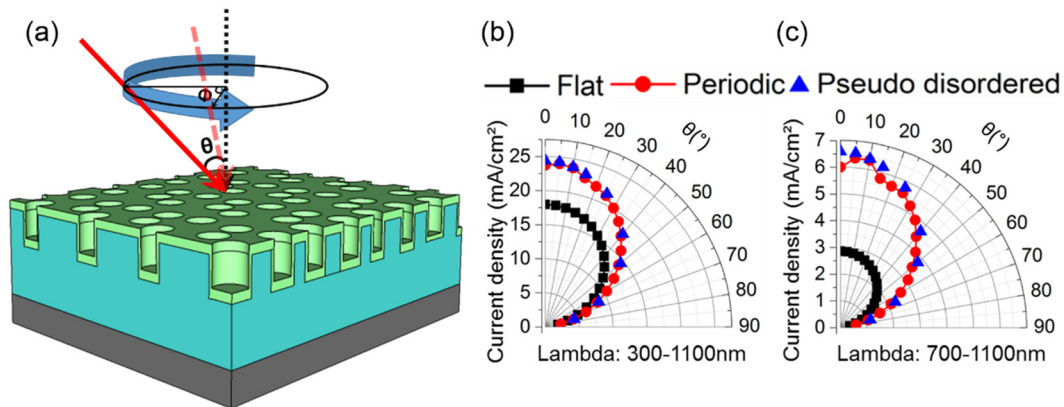 (a)
Φ
θ
(b)
(c)
Flat Periodic Pseudo disordered
Current density (mA/cm²)
25
20
15
10
5
0
0
10
20
30
40
50
60
70
80
90
θ(°)
Lambda: 300-1100nm
Current density (mA/cm²)
7
6
5
4
3
2
1
0
0
10
20
30
40
50
60
70
80
90
θ(°)
Lambda: 700-1100nm